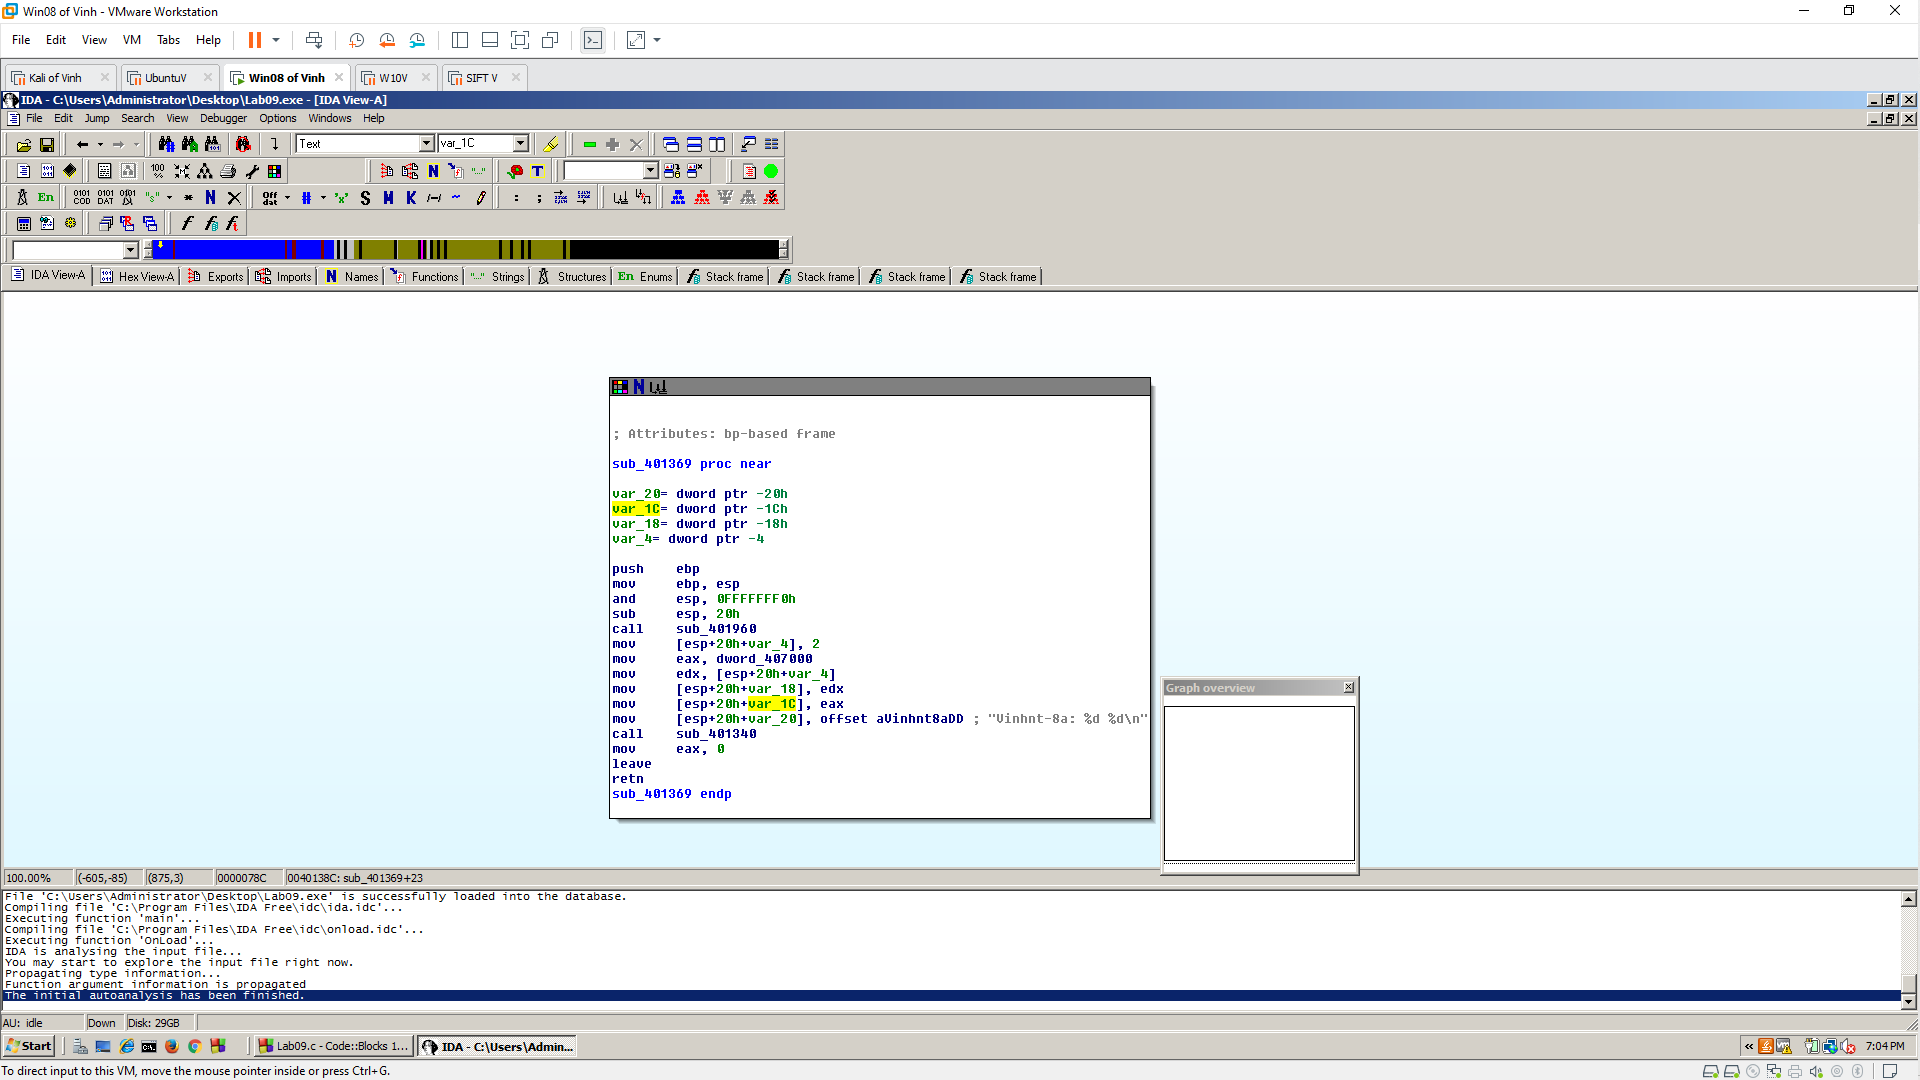 Win08 of Vinh - VMware Workstation
File Edit View VM Tabs Help
Kali of Vinh UbuntuV Win08 of Vinh W10V SIFT V
IDA - C:\Users\Administrator\Desktop\Lab09.exe - [IDA View-A]
File Edit Jump Search View Debugger Options Windows Help
Text var_1C
IDA View-A Hex View-A Exports Imports N Names Functions Strings Structures En Enums Stack frame Stack frame Stack frame Stack frame
; Attributes: bp-based frame
sub_401369 proc near
var_20= dword ptr -20h
var_1C= dword ptr -1Ch
var_18= dword ptr -18h
var_4= dword ptr -4
push ebp
mov ebp, esp
and esp, 0FFFFFFF0h
sub esp, 20h
call sub_401960
mov [esp+20h+var_4], 2
mov eax, dword_407000
mov edx, [esp+20h+var_4]
mov [esp+20h+var_18], edx
mov [esp+20h+var_1C], eax
mov [esp+20h+var_20], offset aVinhnt8aDD ; "Vinhnt-8a: %d %d\n"
call sub_401340
mov eax, 0
leave
retn
sub_401369 endp
Graph overview
100.00% (-605,-85) (875,3) 0000078C 0040138C: sub_401369+23
File 'C:\Users\Administrator\Desktop\Lab09.exe' is successfully loaded into the database.
Compiling file 'C:\Program Files\IDA Free\idc\ida.idc'...
Executing function 'main'...
Compiling file 'C:\Program Files\IDA Free\idc\onload.idc'...
Executing function 'OnLoad'...
IDA is analysing the input file...
You may start to explore the input file right now.
Propagating type information...
Function argument information is propagated
The initial autoanalysis has been finished.
AU: idle Down Disk: 29GB
Start Lab09.c - Code::Blocks 1... IDA - C:\Users\Admin... 7:04 PM
To direct input to this VM, move the mouse pointer inside or press Ctrl+G.